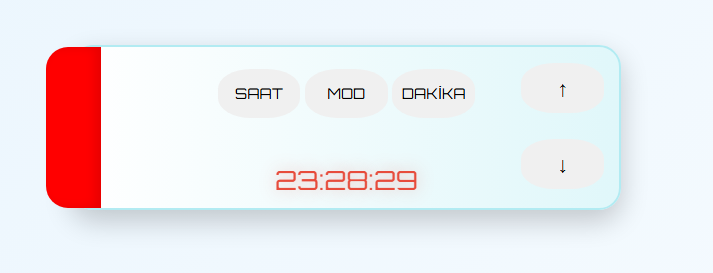 SAAT MOD DAKİKA ↑
↓
23:28:29